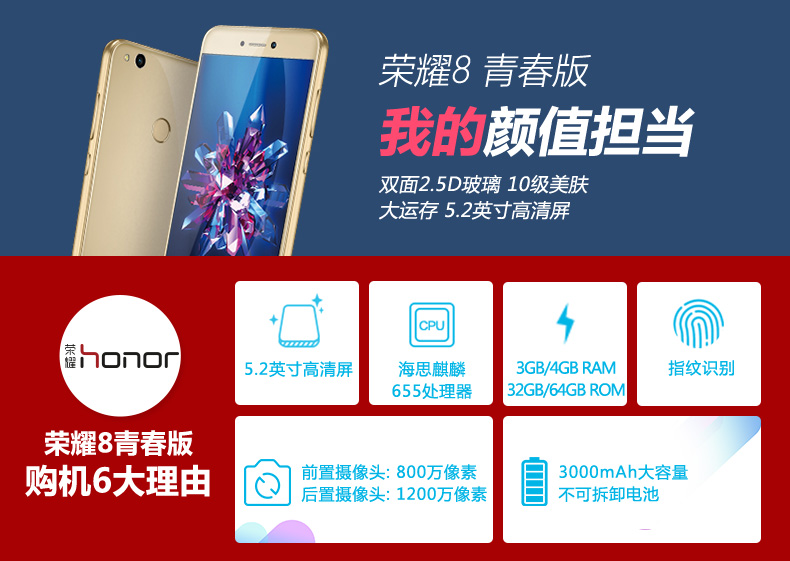 荣耀8 青春版
我的颜值担当
双面2.5D玻璃 10级美肤
大运存 5.2英寸高清屏
荣耀 honor
荣耀8青春版
购机6大理由
5.2英寸高清屏
CPU
海思麒麟
655处理器
3GB/4GB RAM
32GB/64GB ROM
指纹识别
前置摄像头: 800万像素
后置摄像头: 1200万像素
3000mAh大容量
不可拆卸电池